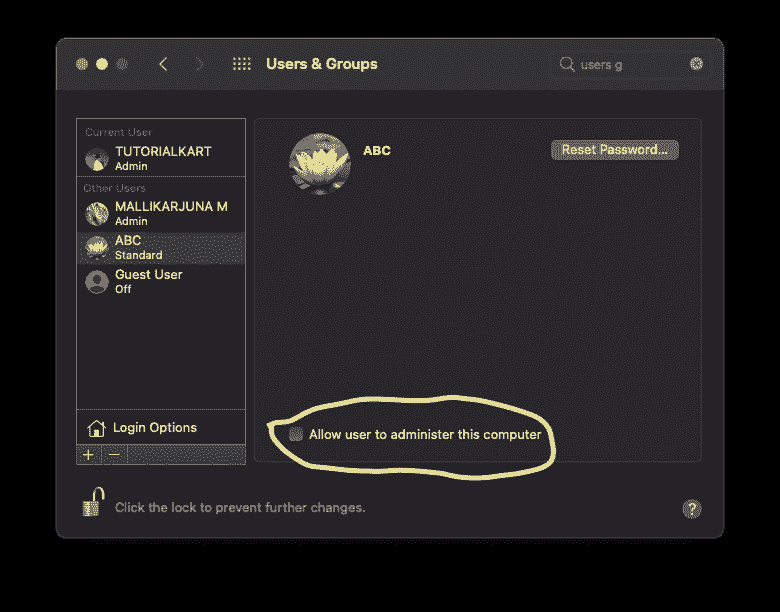 Users & Groups
users g
Current User
TUTORIALKART
Admin
Other Users
MALLIKARJUNA M
Admin
ABC
Standard
Guest User
Off
Login Options
+ −
ABC
Reset Password...
Allow user to administer this computer
Click the lock to prevent further changes.
?